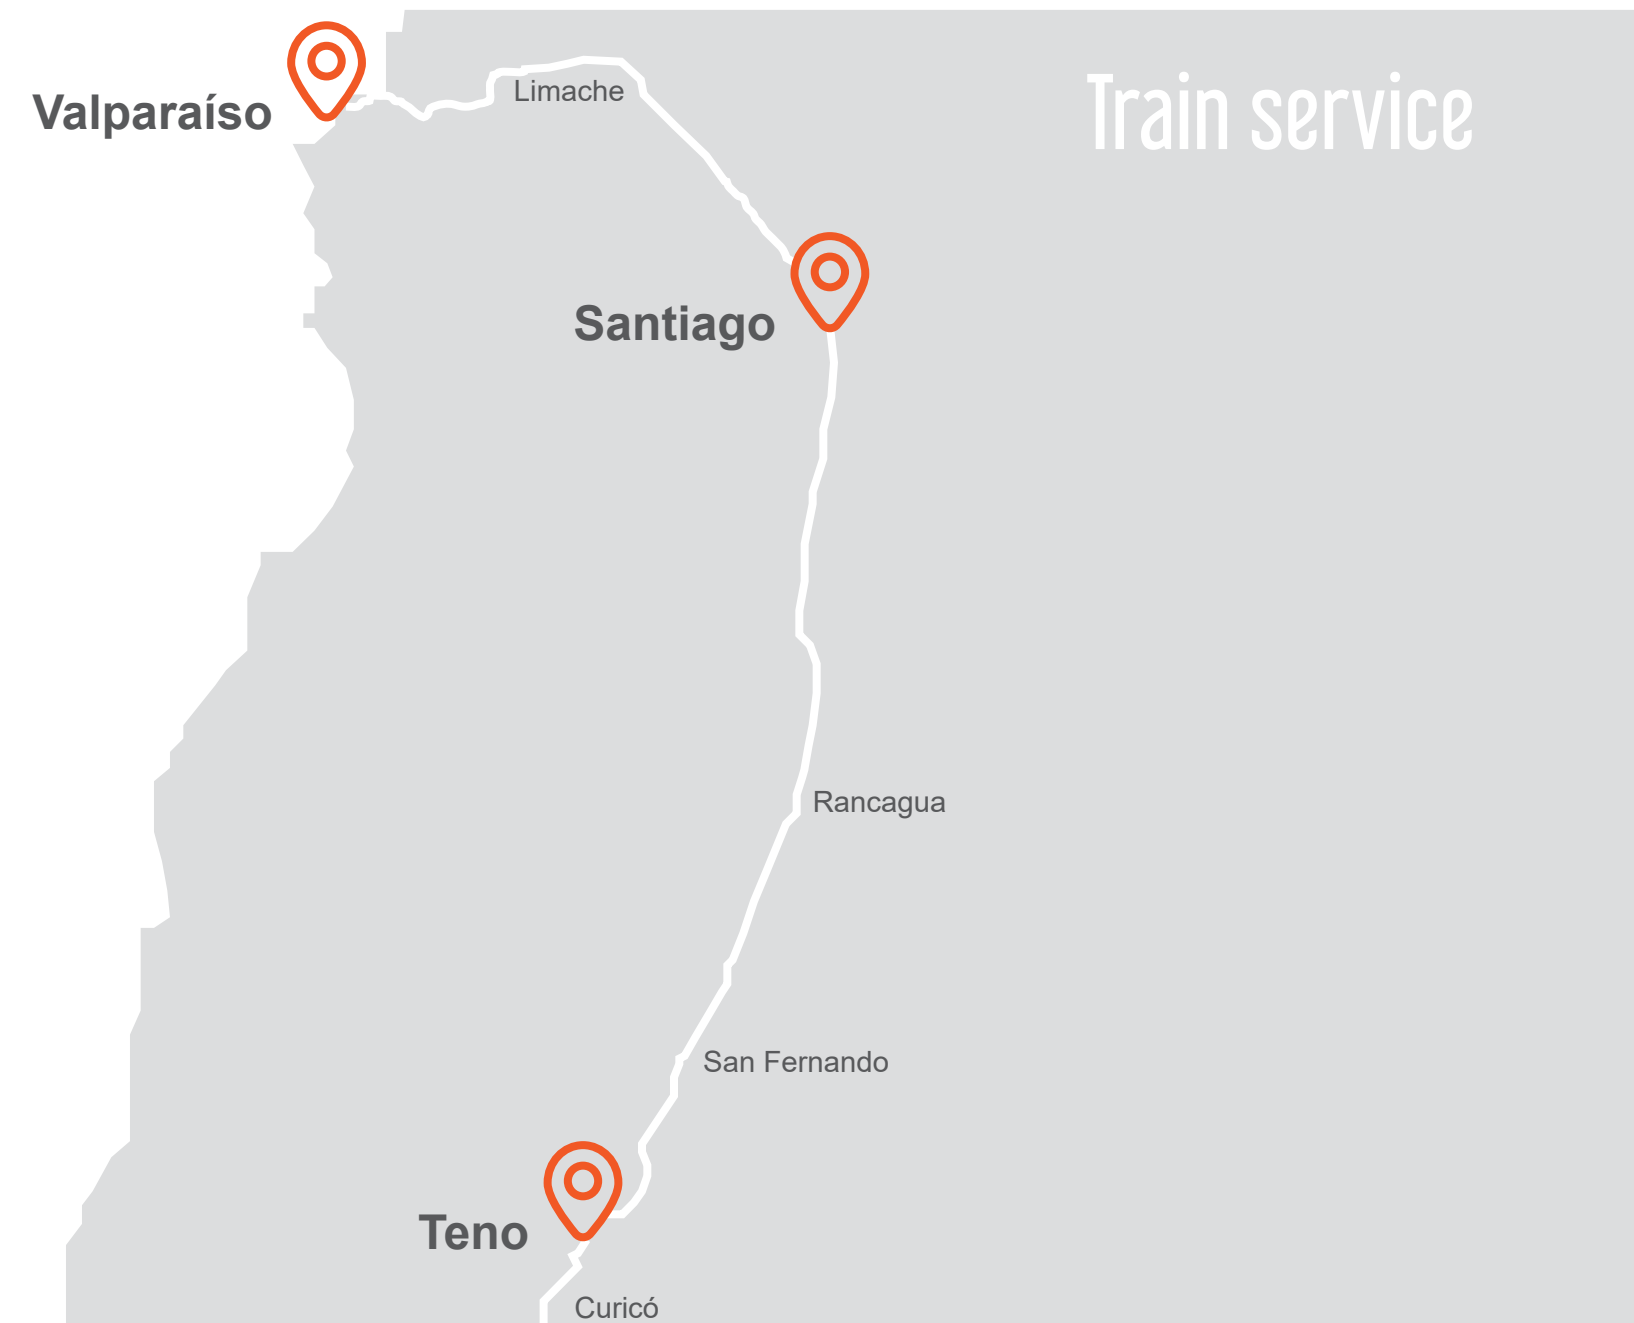 Train service
Limache
Valparaíso
Santiago
Rancagua
San Fernando
Teno
Curicó